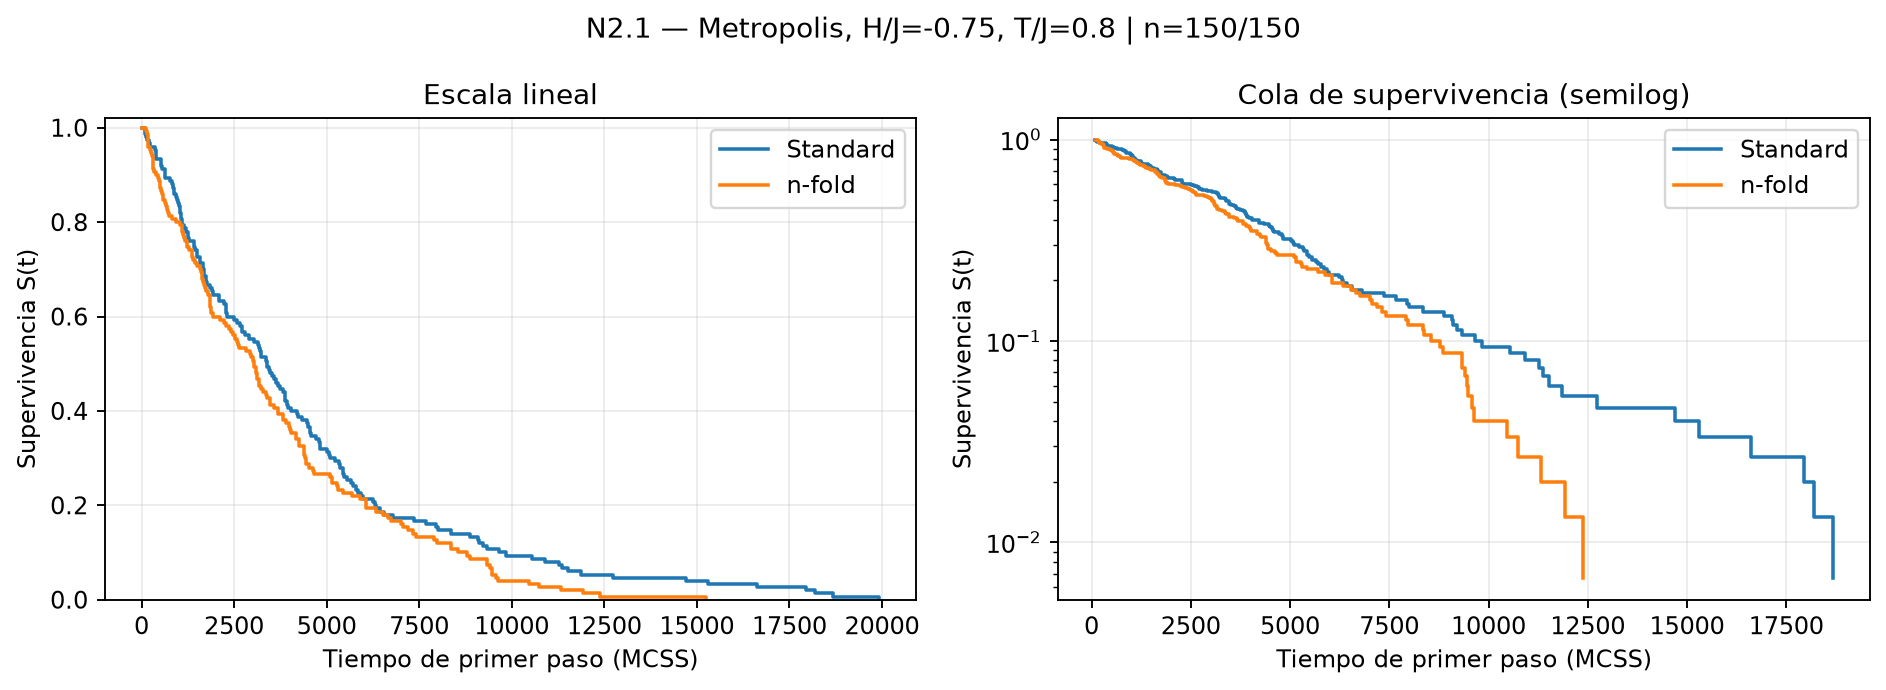 N2.1 — Metropolis, H/J=-0.75, T/J=0.8 | n=150/150
Escala lineal
Supervivencia S(t)
1.0
0.8
0.6
0.4
0.2
0.0
Standard
n-fold
0 2500 5000 7500 10000 12500 15000 17500 20000
Tiempo de primer paso (MCSS)
Cola de supervivencia (semilog)
Supervivencia S(t)
10⁰
10⁻¹
10⁻²
Standard
n-fold
0 2500 5000 7500 10000 12500 15000 17500
Tiempo de primer paso (MCSS)